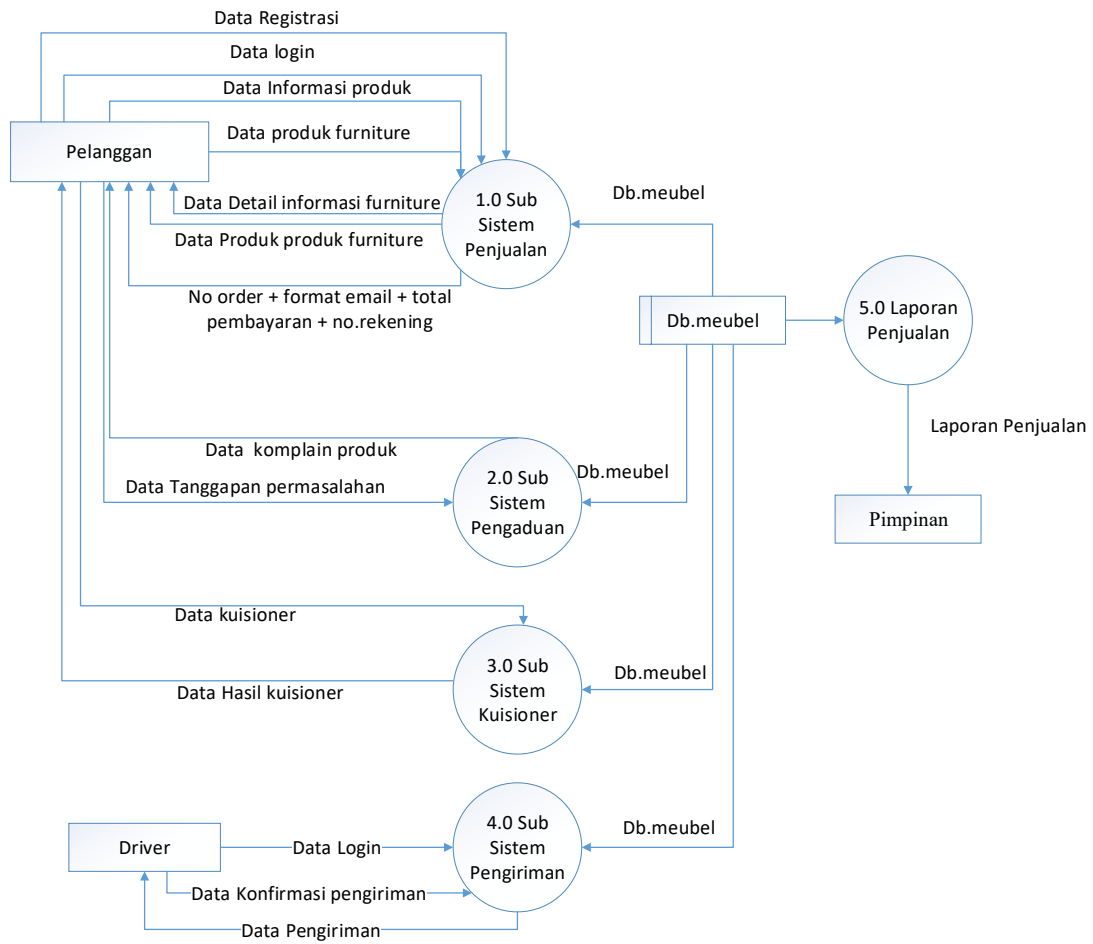 Data Registrasi
Data login
Data Informasi produk
Data produk furniture
Pelanggan
Data Detail informasi furniture
Data Produk produk furniture
No order + format email + total
pembayaran + no.rekening
1.0 Sub
Sistem
Penjualan
Db.meubel
Db.meubel
5.0 Laporan
Penjualan
Laporan Penjualan
Pimpinan
Data  komplain produk
Data Tanggapan permasalahan
2.0 Sub
Sistem
Pengaduan
Db.meubel
Data kuisioner
Data Hasil kuisioner
3.0 Sub
Sistem
Kuisioner
Db.meubel
Driver
Data Login
Data Konfirmasi pengiriman
Data Pengiriman
4.0 Sub
Sistem
Pengiriman
Db.meubel